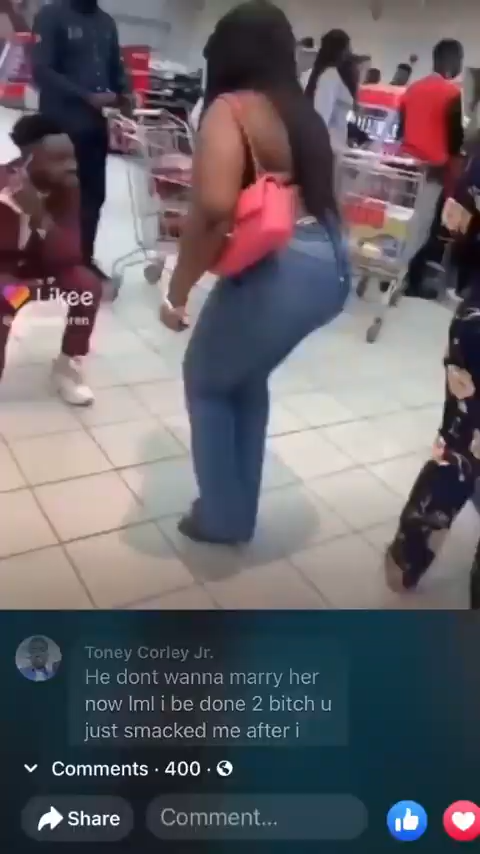 Likee
Toney Corley Jr.
He dont wanna marry her
now lml i be done 2 bitch u
just smacked me after i
Comments · 400 ·
Share
Comment...